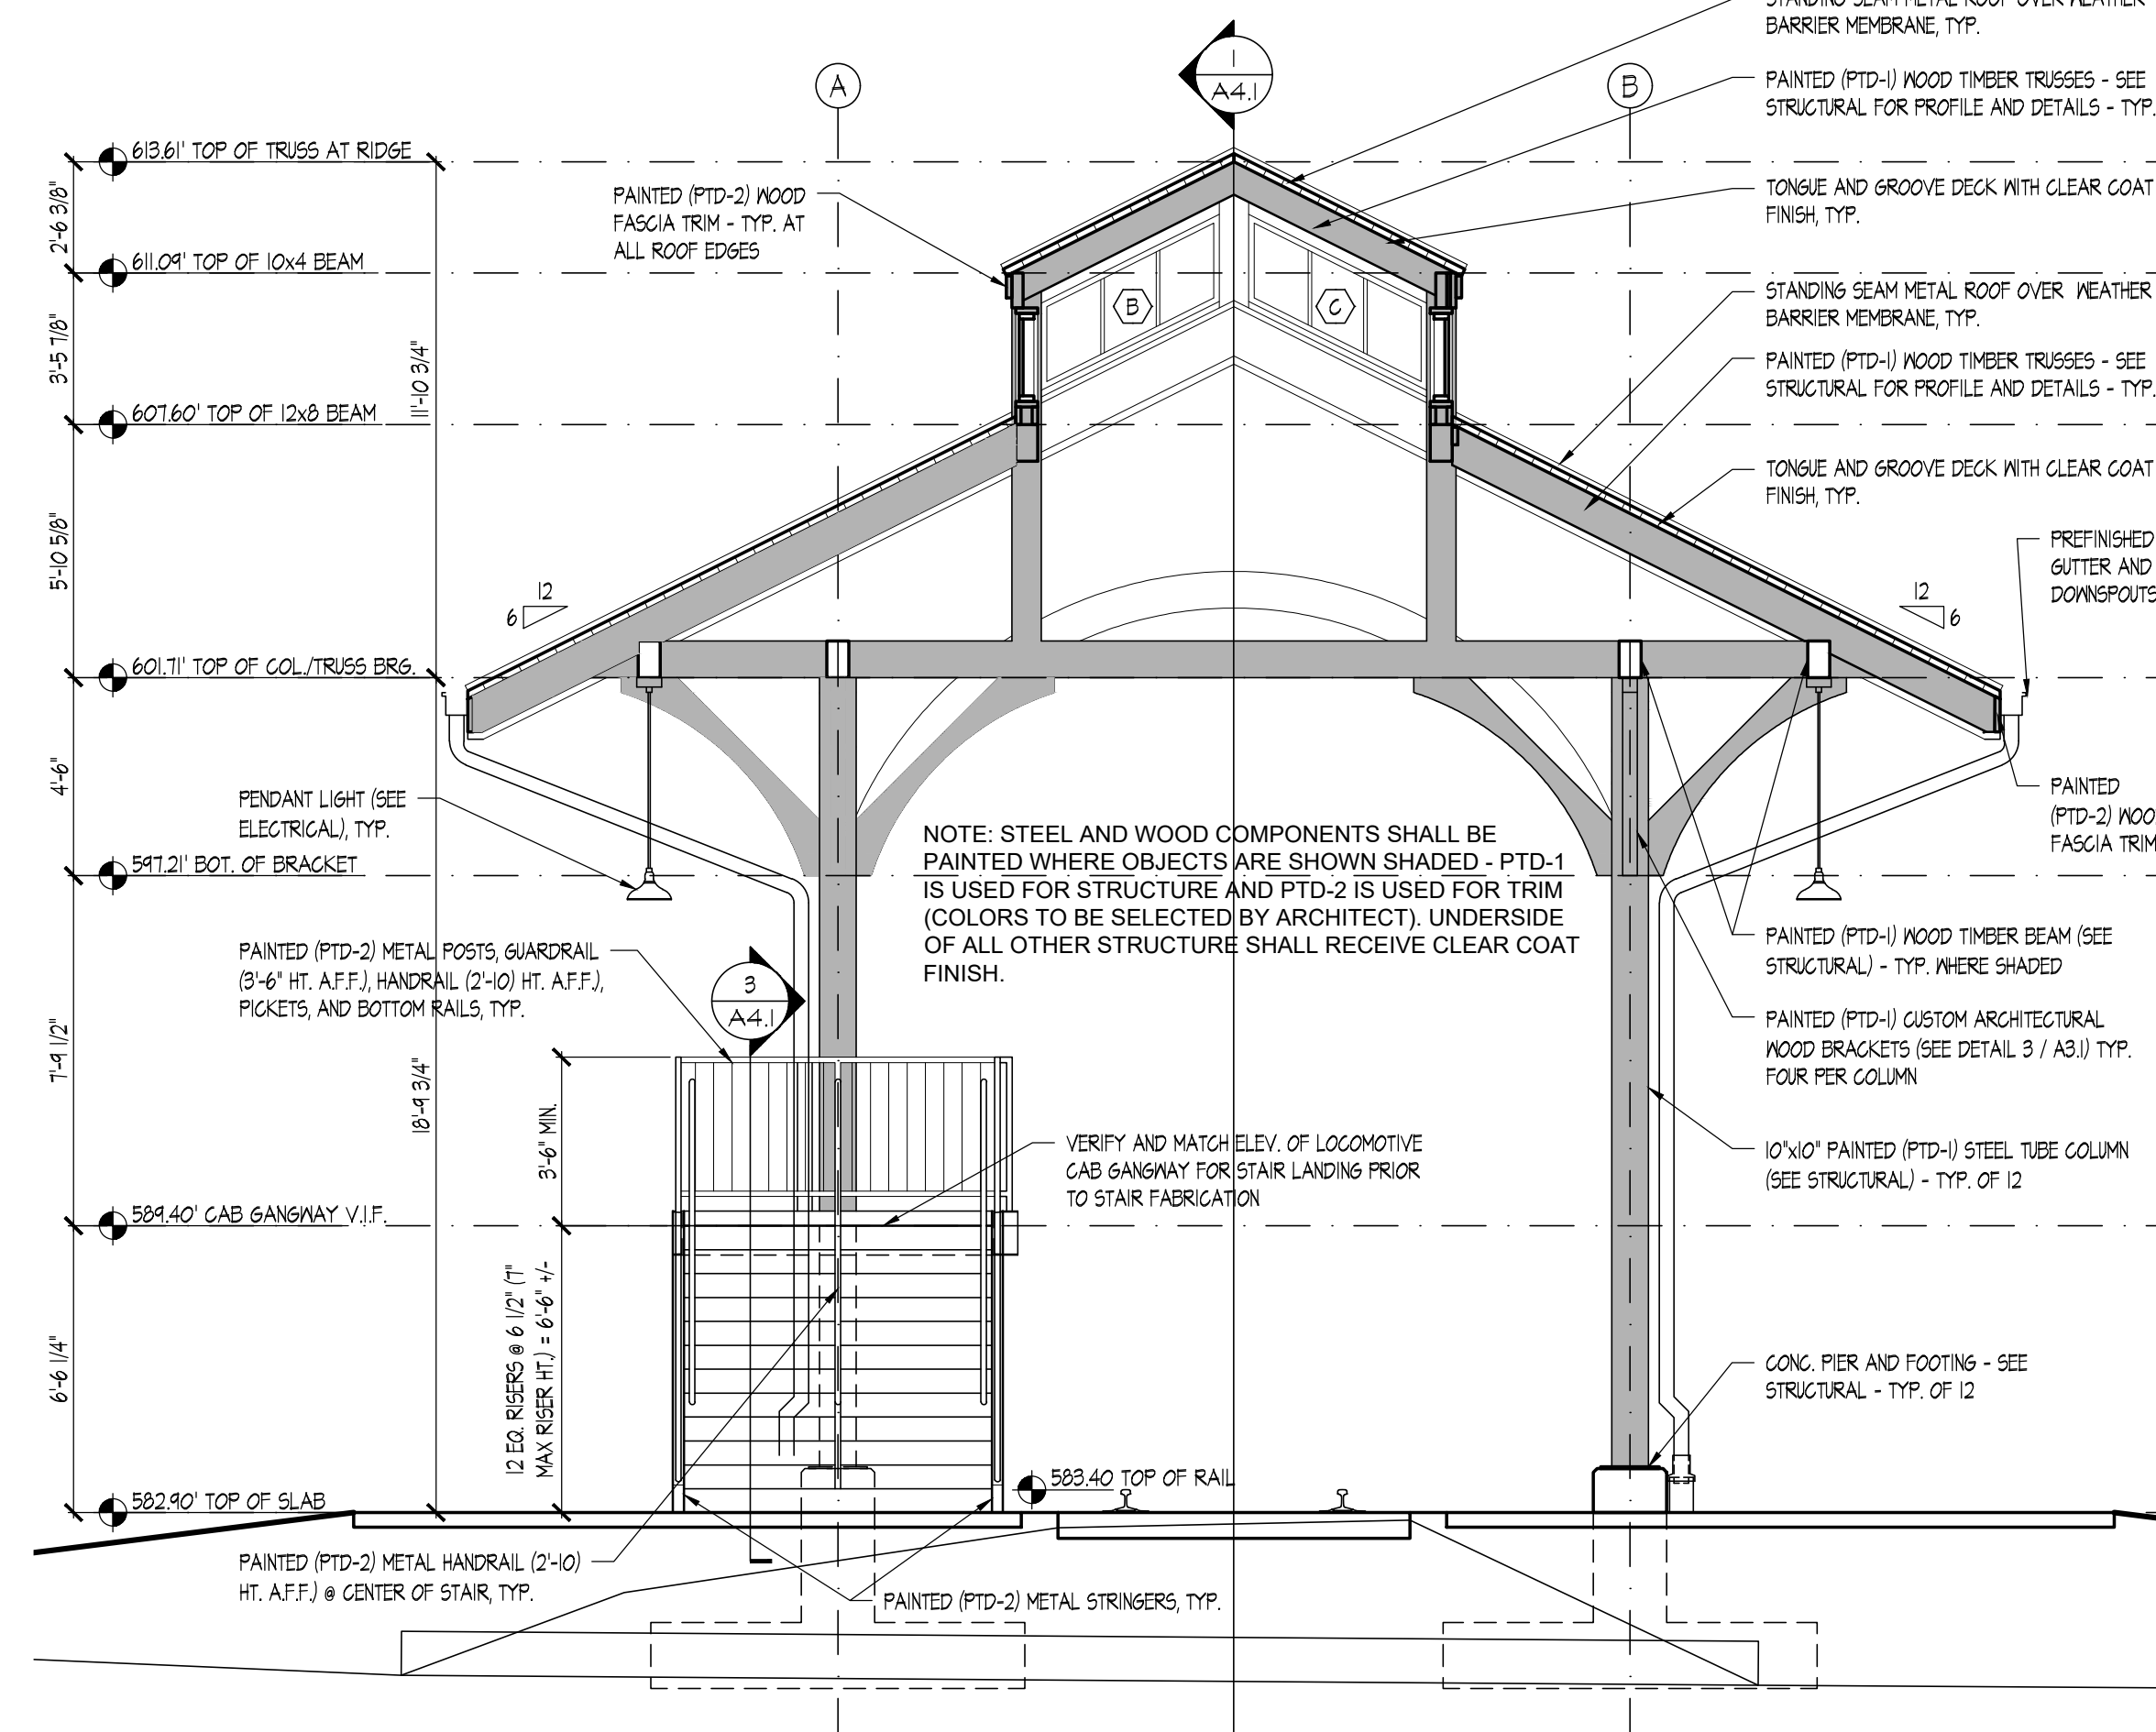 STANDING SEAM METAL ROOF OVER WEATHER
BARRIER MEMBRANE, TYP.
1
A4.1
A
B
PAINTED (PTD-1) WOOD TIMBER TRUSSES - SEE
STRUCTURAL FOR PROFILE AND DETAILS - TYP.
613.61' TOP OF TRUSS AT RIDGE
PAINTED (PTD-2) WOOD
FASCIA TRIM - TYP. AT
ALL ROOF EDGES
TONGUE AND GROOVE DECK WITH CLEAR COAT
FINISH, TYP.
2'-6 3/8"
611.09' TOP OF 10x4 BEAM
B
C
STANDING SEAM METAL ROOF OVER WEATHER
BARRIER MEMBRANE, TYP.
3'-5 7/8"
11'-10 3/4"
PAINTED (PTD-1) WOOD TIMBER TRUSSES - SEE
STRUCTURAL FOR PROFILE AND DETAILS - TYP.
607.60' TOP OF 12x8 BEAM
TONGUE AND GROOVE DECK WITH CLEAR COAT
FINISH, TYP.
5'-10 5/8"
PREFINISHED
GUTTER AND
DOWNSPOUTS
12
6
12
6
601.71' TOP OF COL./TRUSS BRG.
4'-6"
PENDANT LIGHT (SEE
ELECTRICAL), TYP.
PAINTED
(PTD-2) WOO
FASCIA TRIM
NOTE: STEEL AND WOOD COMPONENTS SHALL BE
PAINTED WHERE OBJECTS ARE SHOWN SHADED - PTD-1
IS USED FOR STRUCTURE AND PTD-2 IS USED FOR TRIM
(COLORS TO BE SELECTED BY ARCHITECT). UNDERSIDE
OF ALL OTHER STRUCTURE SHALL RECEIVE CLEAR COAT
FINISH.
597.21' BOT. OF BRACKET
PAINTED (PTD-2) METAL POSTS, GUARDRAIL
(3'-6" HT. A.F.F.), HANDRAIL (2'-10) HT. A.F.F.),
PICKETS, AND BOTTOM RAILS, TYP.
3
A4.1
PAINTED (PTD-1) WOOD TIMBER BEAM (SEE
STRUCTURAL) - TYP. WHERE SHADED
PAINTED (PTD-1) CUSTOM ARCHITECTURAL
WOOD BRACKETS (SEE DETAIL 3 / A3.1) TYP.
FOUR PER COLUMN
7'-9 1/2"
18'-9 3/4"
3'-6" MIN.
VERIFY AND MATCH ELEV. OF LOCOMOTIVE
CAB GANGWAY FOR STAIR LANDING PRIOR
TO STAIR FABRICATION
10"x10" PAINTED (PTD-1) STEEL TUBE COLUMN
(SEE STRUCTURAL) - TYP. OF 12
589.40' CAB GANGWAY V.I.F.
6'-6 1/4"
12 EQ. RISERS @ 6 1/2" (7"
MAX RISER HT.) = 6'-6" +/-
CONC. PIER AND FOOTING - SEE
STRUCTURAL - TYP. OF 12
583.40 TOP OF RAIL
582.90' TOP OF SLAB
PAINTED (PTD-2) METAL HANDRAIL (2'-10)
HT. A.F.F.) @ CENTER OF STAIR, TYP.
PAINTED (PTD-2) METAL STRINGERS, TYP.